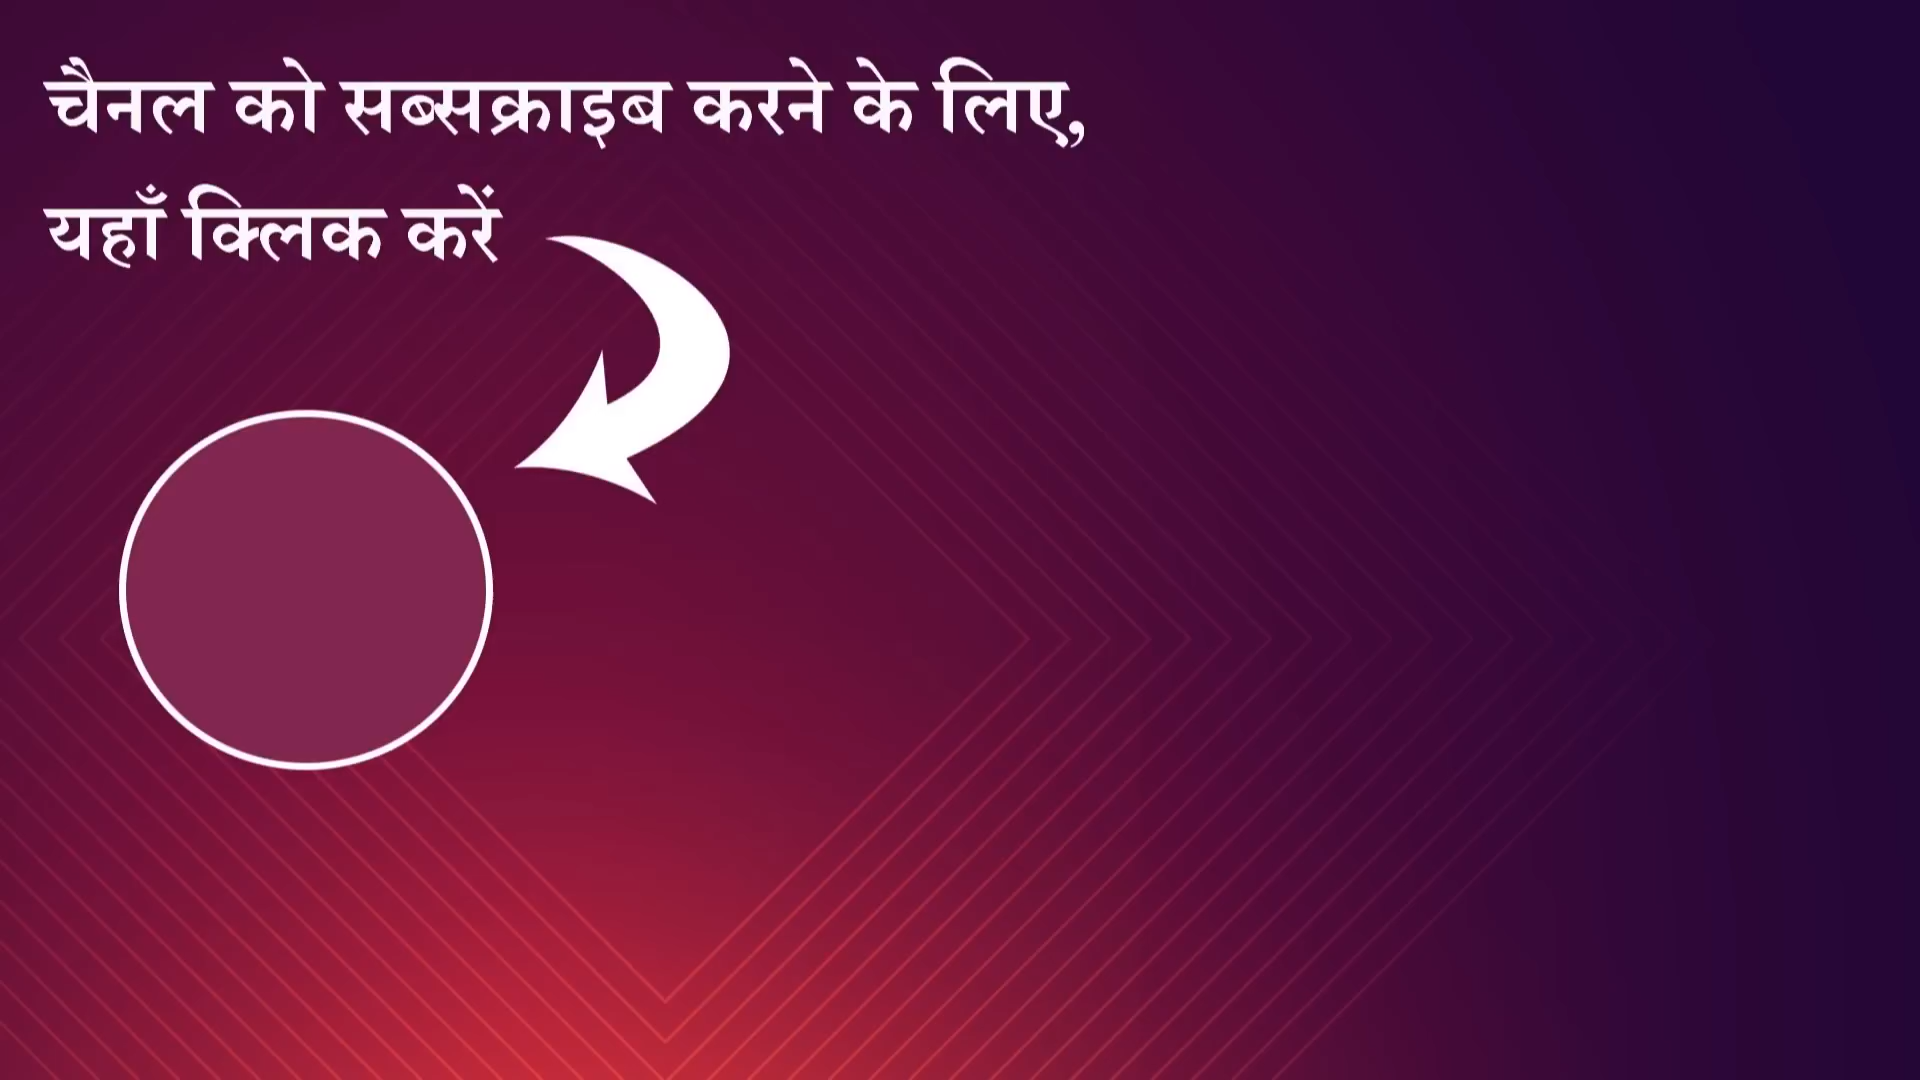 चैनल को सब्सक्राइब करने के लिए,
यहाँ क्लिक करें